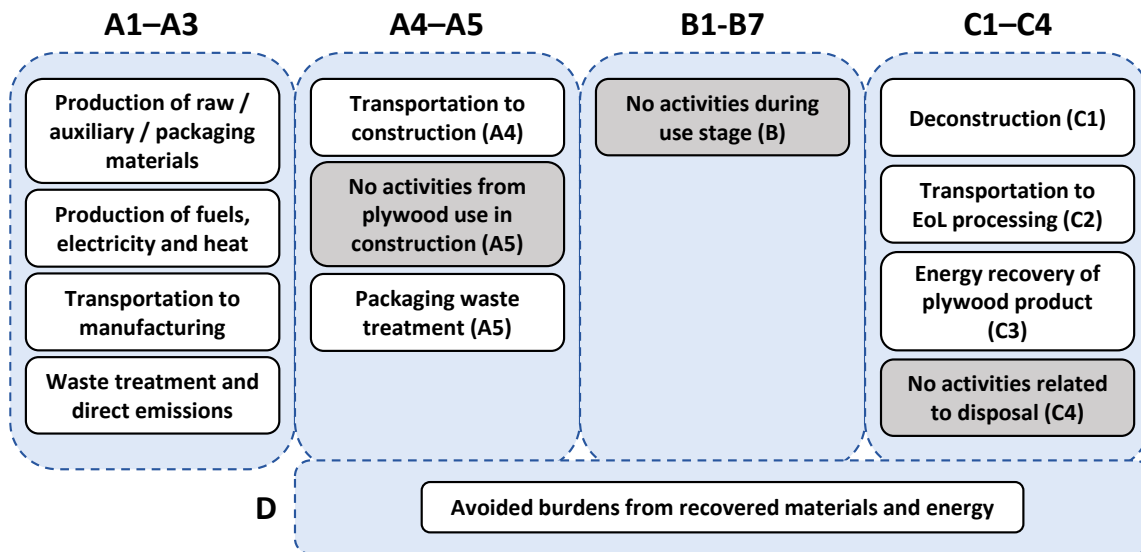 A1–A3
Production of raw /
auxiliary / packaging
materials
Production of fuels,
electricity and heat
Transportation to
manufacturing
Waste treatment and
direct emissions
A4–A5
Transportation to
construction (A4)
No activities from
plywood use in
construction (A5)
Packaging waste
treatment (A5)
B1-B7
No activities during
use stage (B)
C1–C4
Deconstruction (C1)
Transportation to
EoL processing (C2)
Energy recovery of
plywood product
(C3)
No activities related
to disposal (C4)
D
Avoided burdens from recovered materials and energy